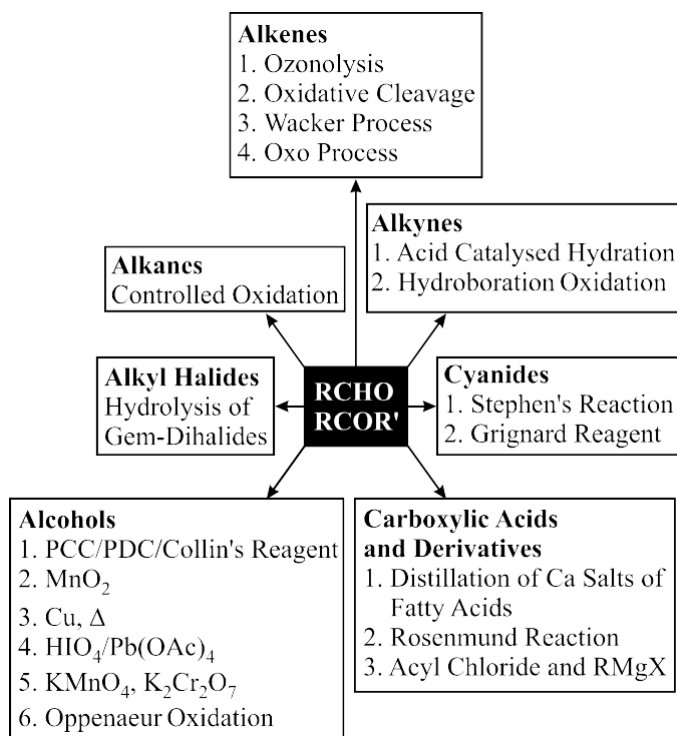 Alkenes
1. Ozonolysis
2. Oxidative Cleavage
3. Wacker Process
4. Oxo Process
Alkynes
1. Acid Catalysed Hydration
2. Hydroboration Oxidation
Alkanes
Controlled Oxidation
Alkyl Halides
Hydrolysis of
Gem-Dihalides
RCHO
RCOR'
Cyanides
1. Stephen's Reaction
2. Grignard Reagent
Alcohols
1. PCC/PDC/Collin's Reagent
2. MnO₂
3. Cu, Δ
4. HIO₄/Pb(OAc)₄
5. KMnO₄, K₂Cr₂O₇
6. Oppenaeur Oxidation
Carboxylic Acids
and Derivatives
1. Distillation of Ca Salts of
Fatty Acids
2. Rosenmund Reaction
3. Acyl Chloride and RMgX